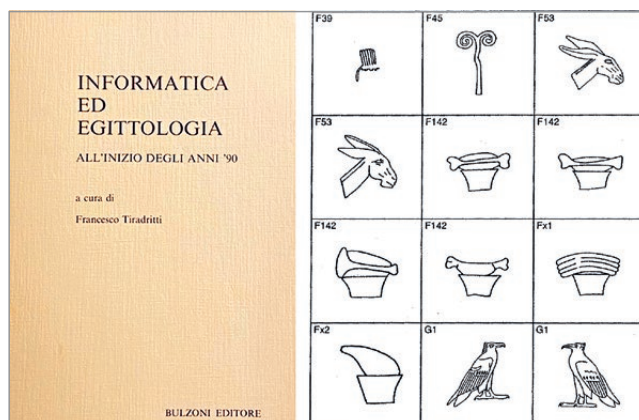 INFORMATICA
ED
EGITTOLOGIA
ALL'INIZIO DEGLI ANNI '90
a cura di
Francesco Tiradritti
BULZONI EDITORE
F39 F45 F53
F53 F142 F142
F142 F142 Fx1
Fx2 G1 G1